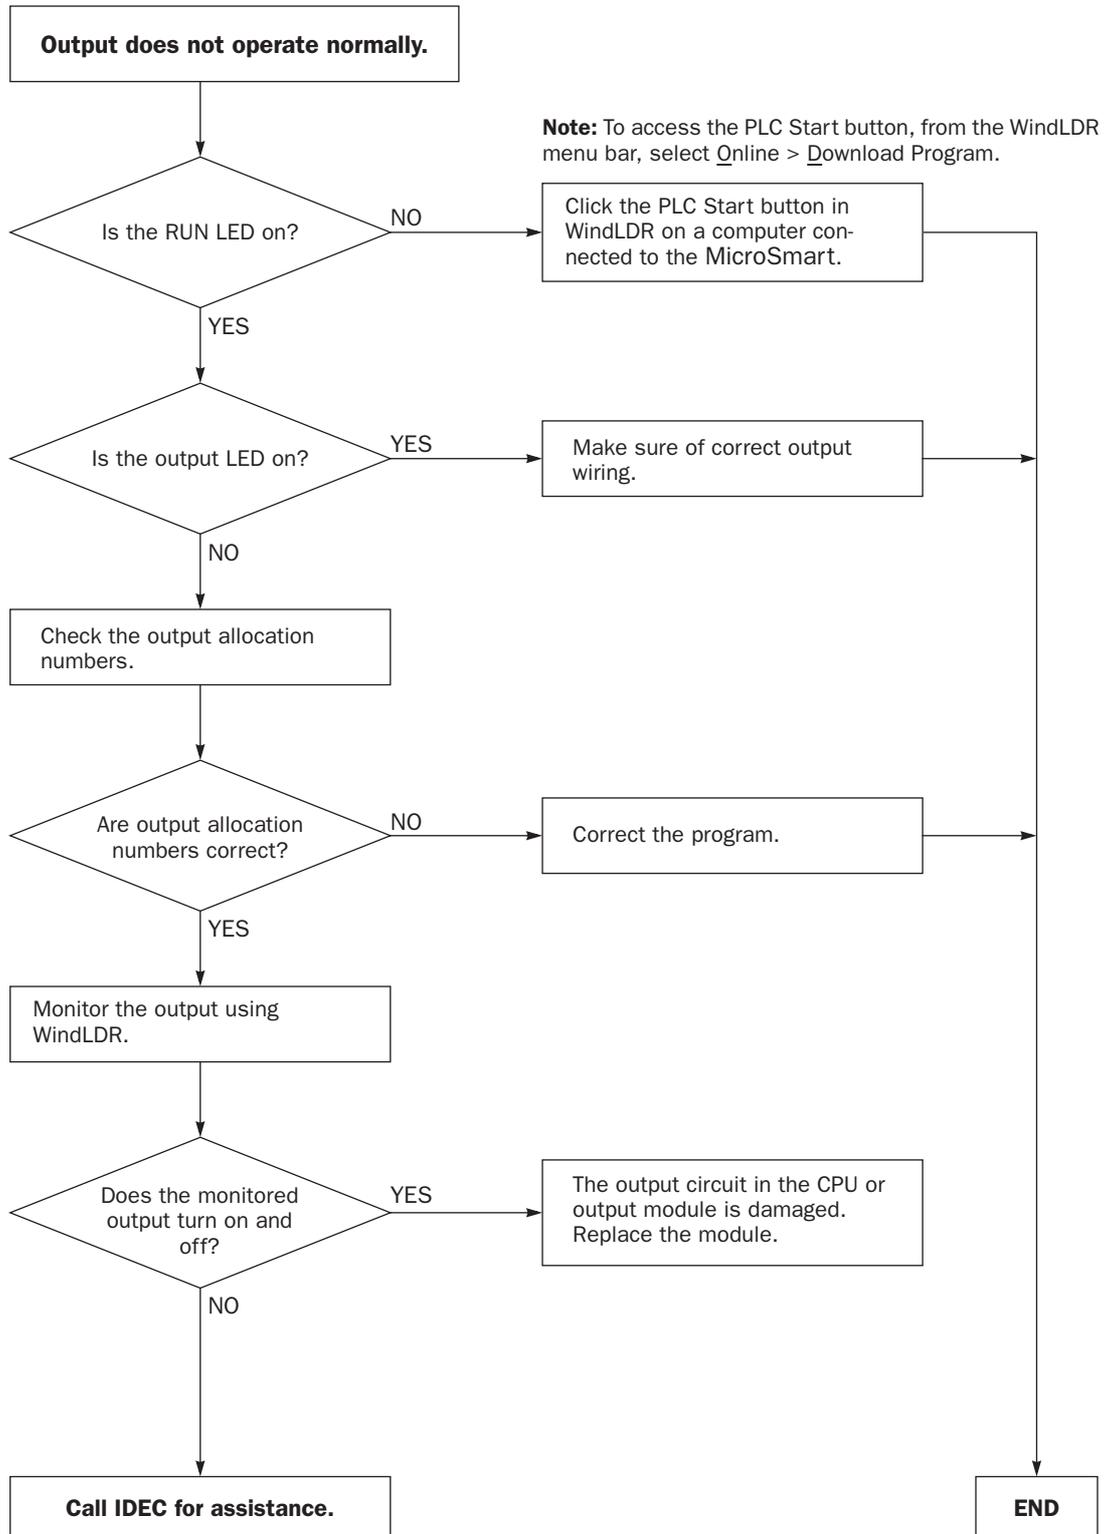 Output does not operate normally.
Note: To access the PLC Start button, from the WindLDR
menu bar, select Online > Download Program.
Is the RUN LED on?
NO
Click the PLC Start button in
WindLDR on a computer con-
nected to the MicroSmart.
YES
Is the output LED on?
YES
Make sure of correct output
wiring.
NO
Check the output allocation
numbers.
Are output allocation
numbers correct?
NO
Correct the program.
YES
Monitor the output using
WindLDR.
Does the monitored
output turn on and
off?
YES
The output circuit in the CPU or
output module is damaged.
Replace the module.
NO
Call IDEC for assistance.
END